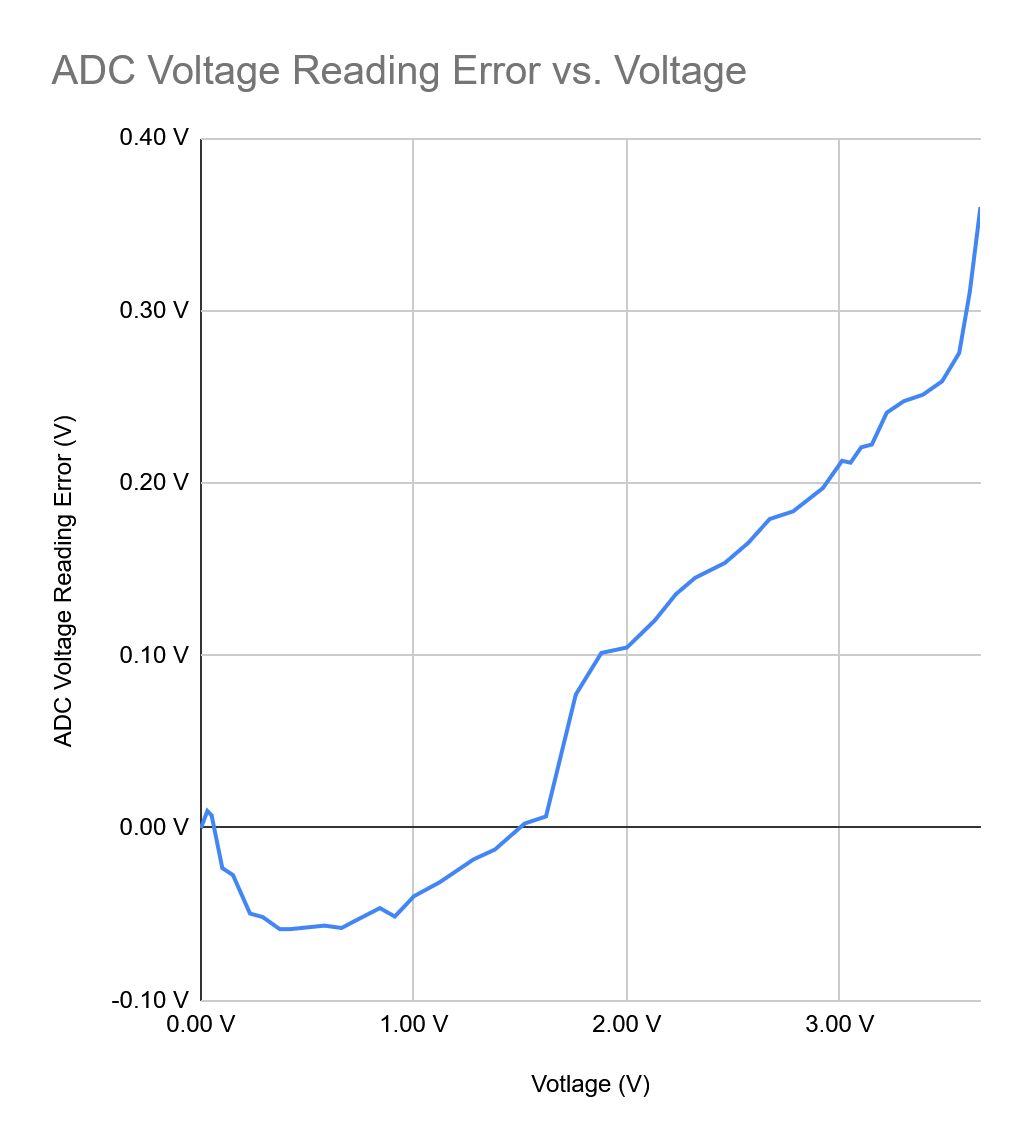 ADC Voltage Reading Error vs. Voltage
0.40 V
0.30 V
0.20 V
0.10 V
0.00 V
-0.10 V
ADC Voltage Reading Error (V)
0.00 V
1.00 V
2.00 V
3.00 V
Votlage (V)